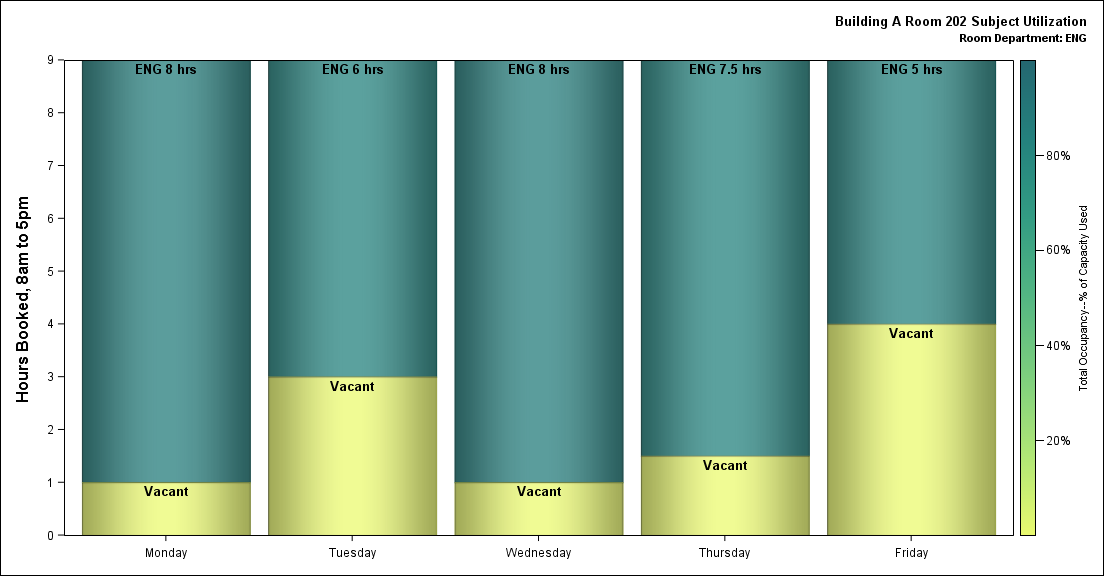 Building A Room 202 Subject Utilization
Room Department: ENG
Hours Booked, 8am to 5pm
9
8
7
6
5
4
3
2
1
0
ENG 8 hrs
ENG 6 hrs
ENG 8 hrs
ENG 7.5 hrs
ENG 5 hrs
Vacant
Vacant
Vacant
Vacant
Vacant
Monday
Tuesday
Wednesday
Thursday
Friday
80%
60%
40%
20%
Total Occupancy--% of Capacity Used